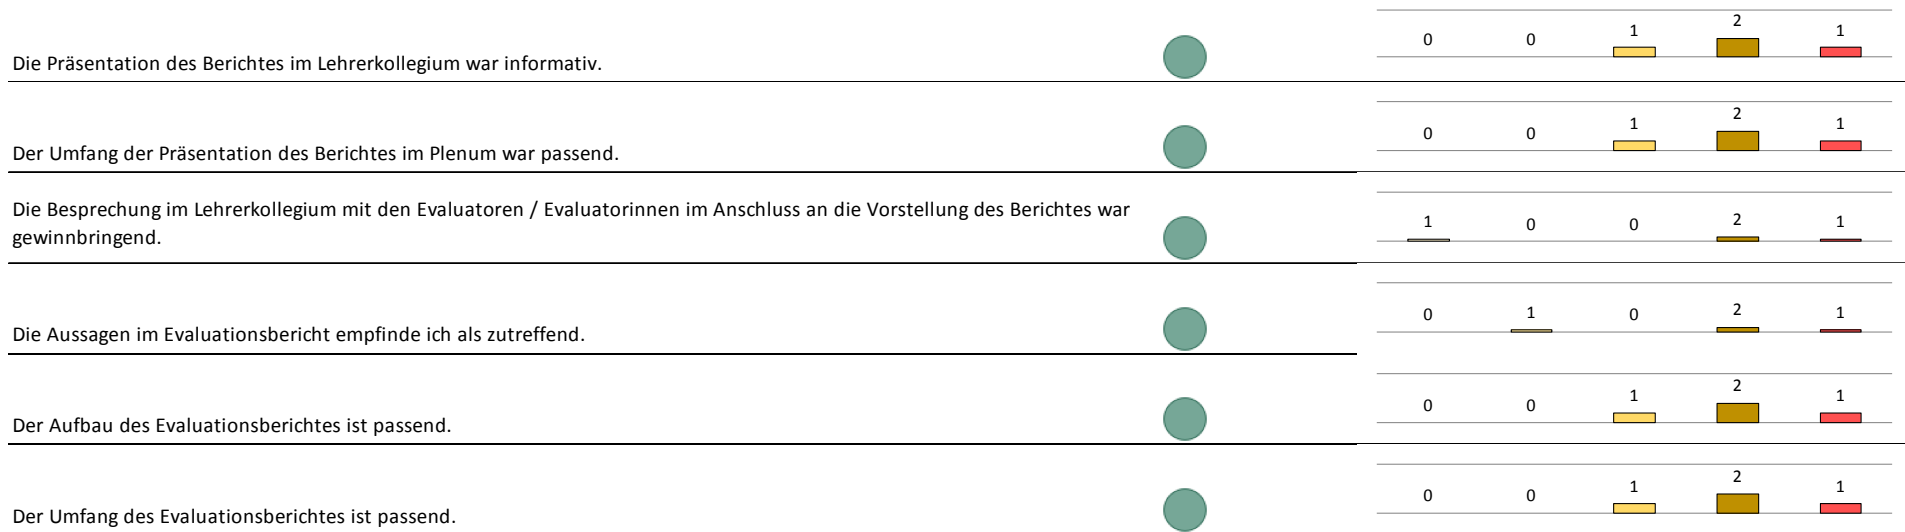 0 0 1 2 1
Die Präsentation des Berichtes im Lehrerkollegium war informativ.
0 0 1 2 1
Der Umfang der Präsentation des Berichtes im Plenum war passend.
Die Besprechung im Lehrerkollegium mit den Evaluatoren / Evaluatorinnen im Anschluss an die Vorstellung des Berichtes war
gewinnbringend.
1 0 0 2 1
0 1 0 2 1
Die Aussagen im Evaluationsbericht empfinde ich als zutreffend.
0 0 1 2 1
Der Aufbau des Evaluationsberichtes ist passend.
0 0 1 2 1
Der Umfang des Evaluationsberichtes ist passend.